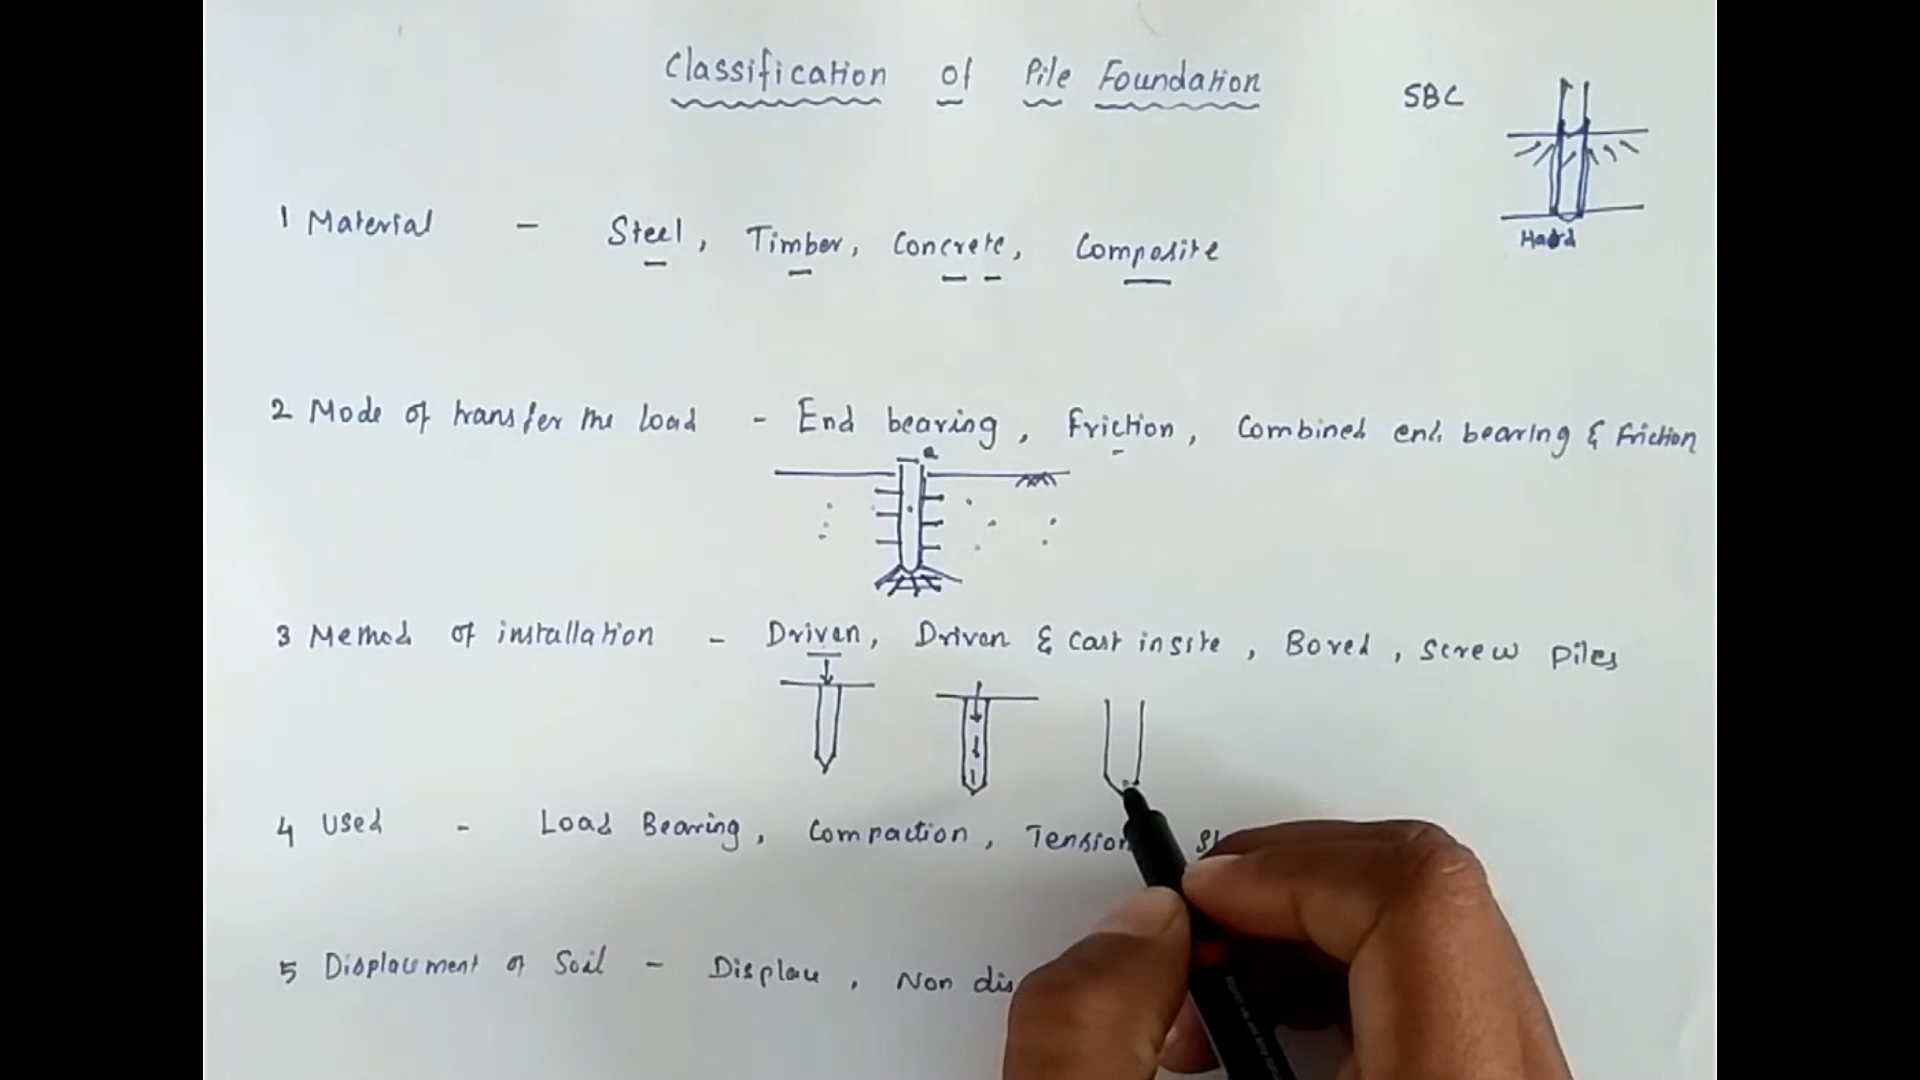 Classification of Pile Foundation
SBC
Hard
1 Material - Steel, Timber, Concrete, Composite
2 Mode of transfer the load - End bearing, Friction, Combined end bearing & Friction
a
3 Method of installation - Driven, Driven & cast insite, Bored, Screw Piles
4 Used - Load Bearing, Compaction, Tension
5 Displacment of Soil - Displace, Non dis